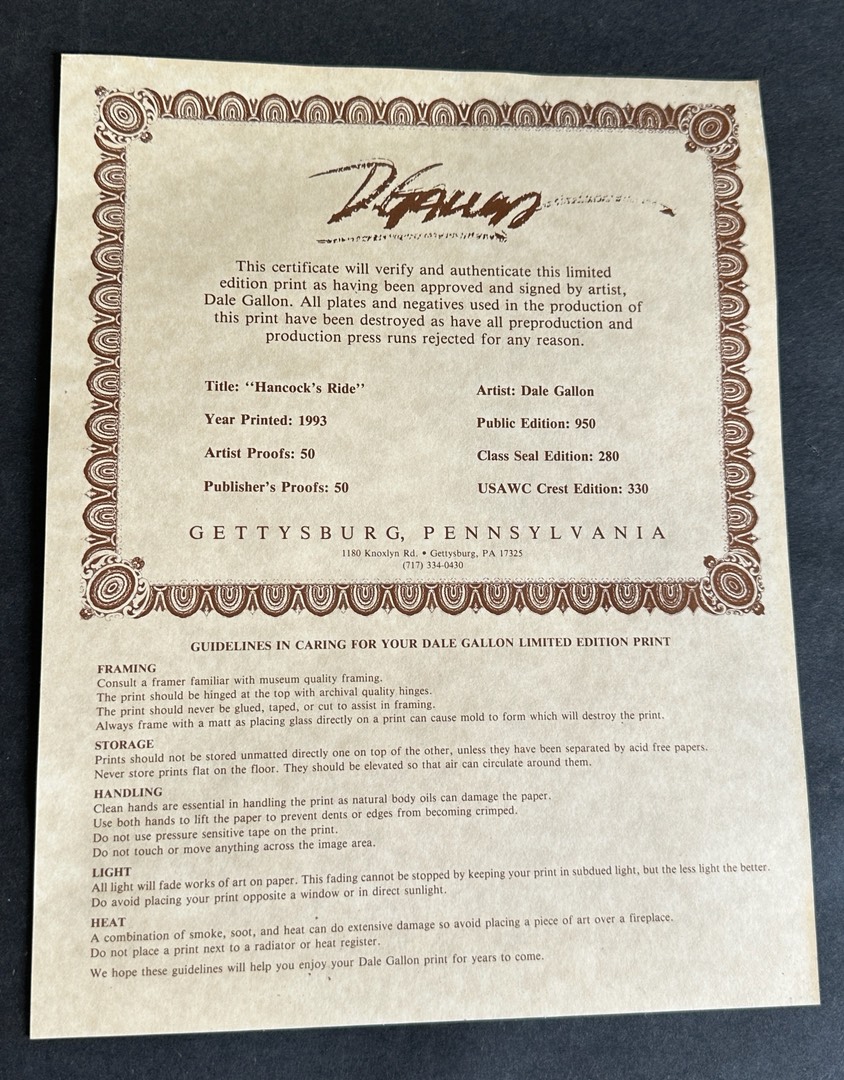 D Gallon
This certificate will verify and authenticate this limited
edition print as having been approved and signed by artist,
Dale Gallon. All plates and negatives used in the production of
this print have been destroyed as have all preproduction and
production press runs rejected for any reason.
Title: “Hancock’s Ride” Artist: Dale Gallon
Year Printed: 1993 Public Edition: 950
Artist Proofs: 50 Class Seal Edition: 280
Publisher’s Proofs: 50 USAWC Crest Edition: 330
GETTYSBURG, PENNSYLVANIA
1180 Knoxlyn Rd. • Gettysburg, PA 17325
(717) 334-0430
GUIDELINES IN CARING FOR YOUR DALE GALLON LIMITED EDITION PRINT
FRAMING
Consult a framer familiar with museum quality framing.
The print should be hinged at the top with archival quality hinges.
The print should never be glued, taped, or cut to assist in framing.
Always frame with a matt as placing glass directly on a print can cause mold to form which will destroy the print.
STORAGE
Prints should not be stored unmatted directly one on top of the other, unless they have been separated by acid free papers.
Never store prints flat on the floor. They should be elevated so that air can circulate around them.
HANDLING
Clean hands are essential in handling the print as natural body oils can damage the paper.
Use both hands to lift the paper to prevent dents or edges from becoming crimped.
Do not use pressure sensitive tape on the print.
Do not touch or move anything across the image area.
LIGHT
All light will fade works of art on paper. This fading cannot be stopped by keeping your print in subdued light, but the less light the better.
Do avoid placing your print opposite a window or in direct sunlight.
HEAT
A combination of smoke, soot, and heat can do extensive damage so avoid placing a piece of art over a fireplace.
Do not place a print next to a radiator or heat register.
We hope these guidelines will help you enjoy your Dale Gallon print for years to come.